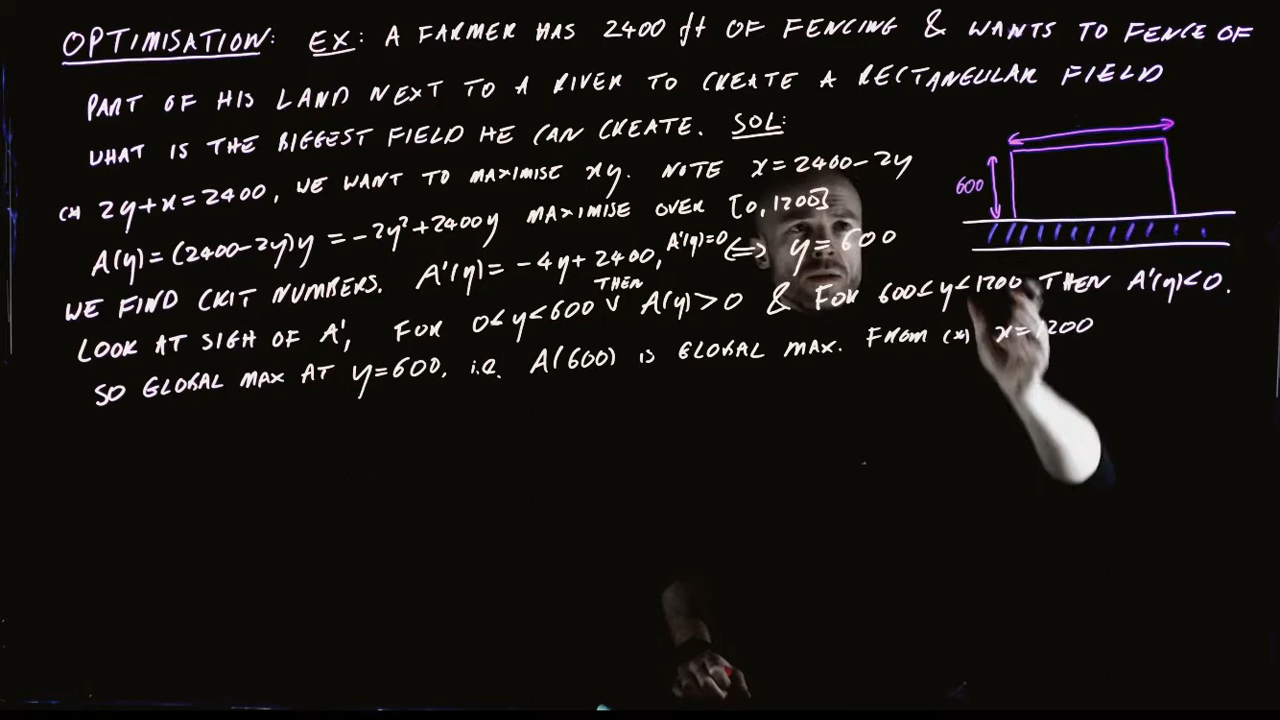 OPTIMISATION: EX: A FARMER HAS 2400 ft OF FENCING & WANTS TO FENCE OF
PART OF HIS LAND NEXT TO A RIVER TO CREATE A RECTANGULAR FIELD
WHAT IS THE BIGGEST FIELD HE CAN CREATE. SOL:
(*) 2y+x=2400, WE WANT TO MAXIMISE xy. NOTE x=2400-2y
600
A(y)=(2400-2y)y = -2y²+2400y MAXIMISE OVER [0,1200]
WE FIND CRIT NUMBERS. A'(y)= -4y+2400, A'(y)=0 ⟺ y=600
LOOK AT SIGN OF A', FOR 0<y<600 THEN A(y)>0 & FOR 600<y<1200 THEN A'(y)<0.
SO GLOBAL MAX AT y=600. i.e. A(600) IS GLOBAL MAX. FROM (*) x=1200